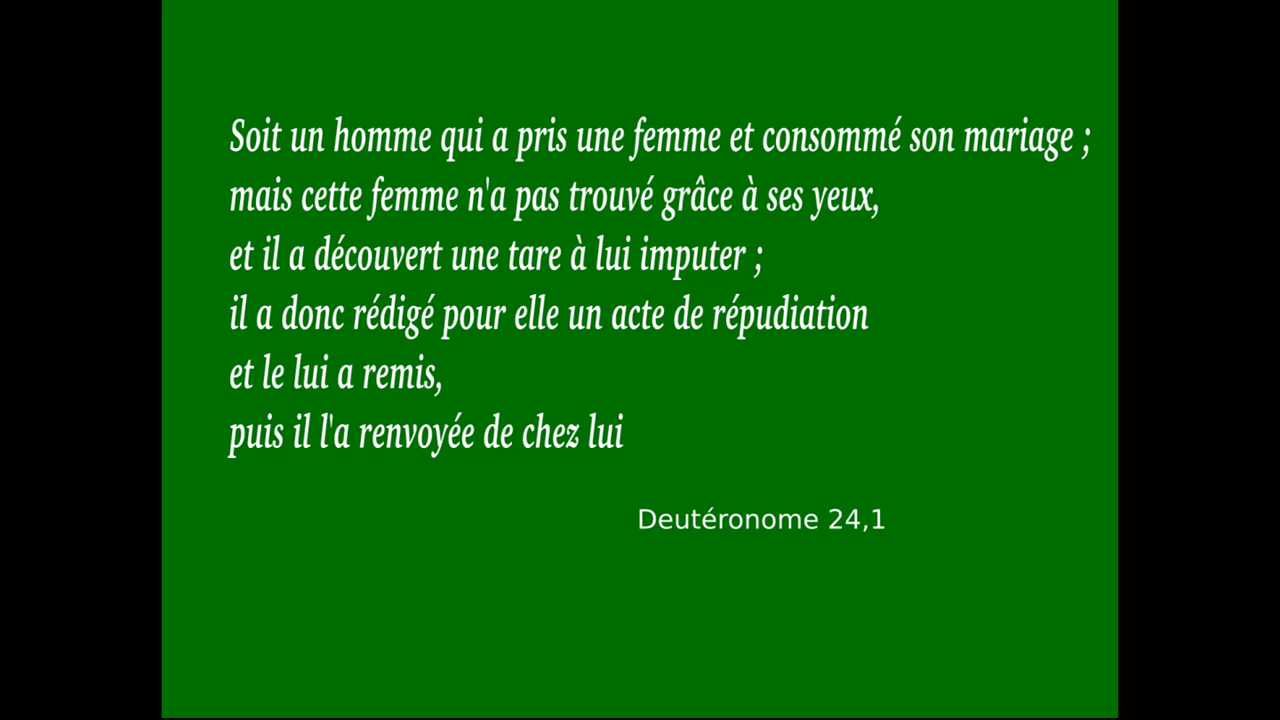 Soit un homme qui a pris une femme et consommé son mariage ;
mais cette femme n'a pas trouvé grâce à ses yeux,
et il a découvert une tare à lui imputer ;
il a donc rédigé pour elle un acte de répudiation
et le lui a remis,
puis il l'a renvoyée de chez lui
Deutéronome 24,1